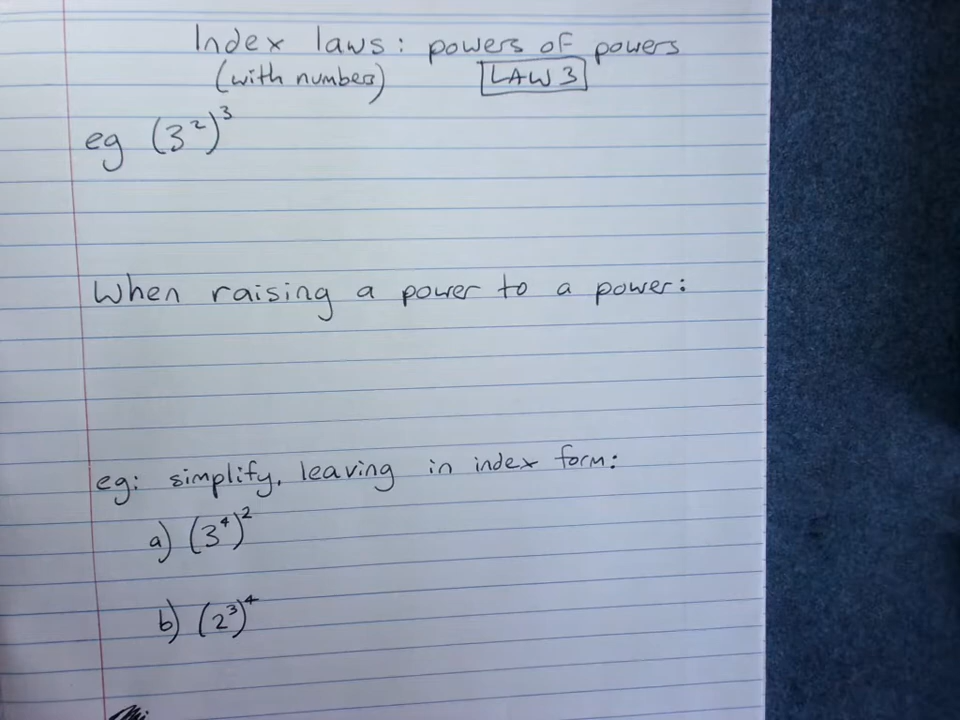 Index laws: powers of powers
(with numbers) LAW 3
eg (3²)³
When raising a power to a power:
eg: simplify, leaving in index form:
a) (3⁴)²
b) (2³)⁴